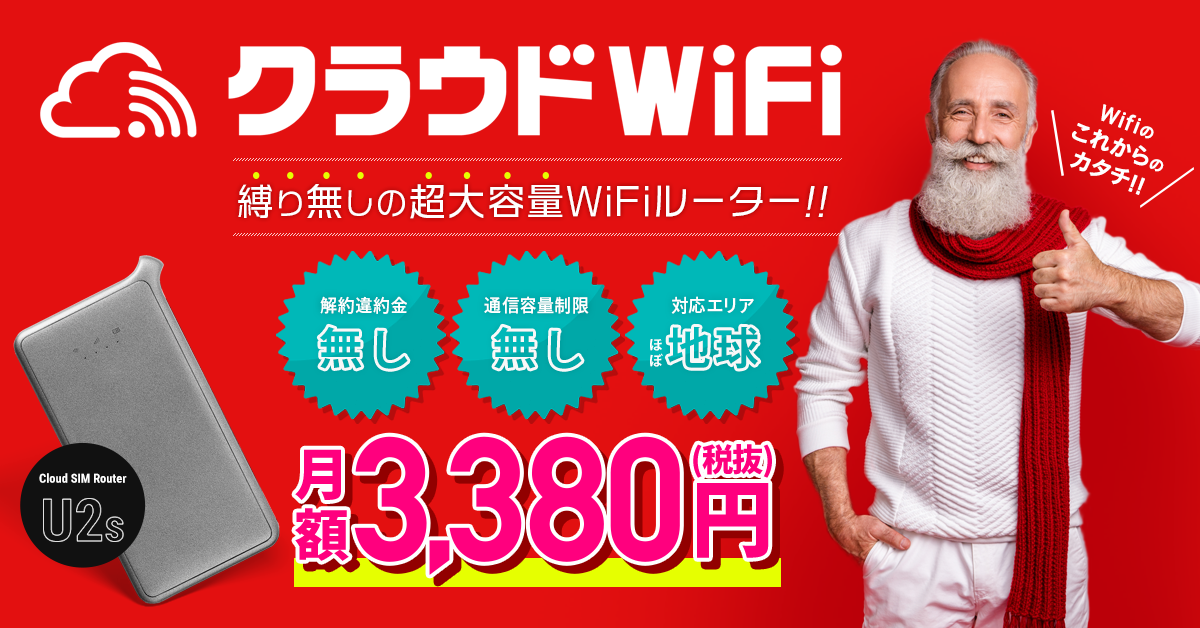 クラウドWiFi
縛り無しの超大容量WiFiルーター!!
Wifiの
これからの
カタチ!!
解約違約金
無し
通信容量制限
無し
対応エリア
ほぼ地球
Cloud SIM Router
U2s
月額3,380円(税抜)